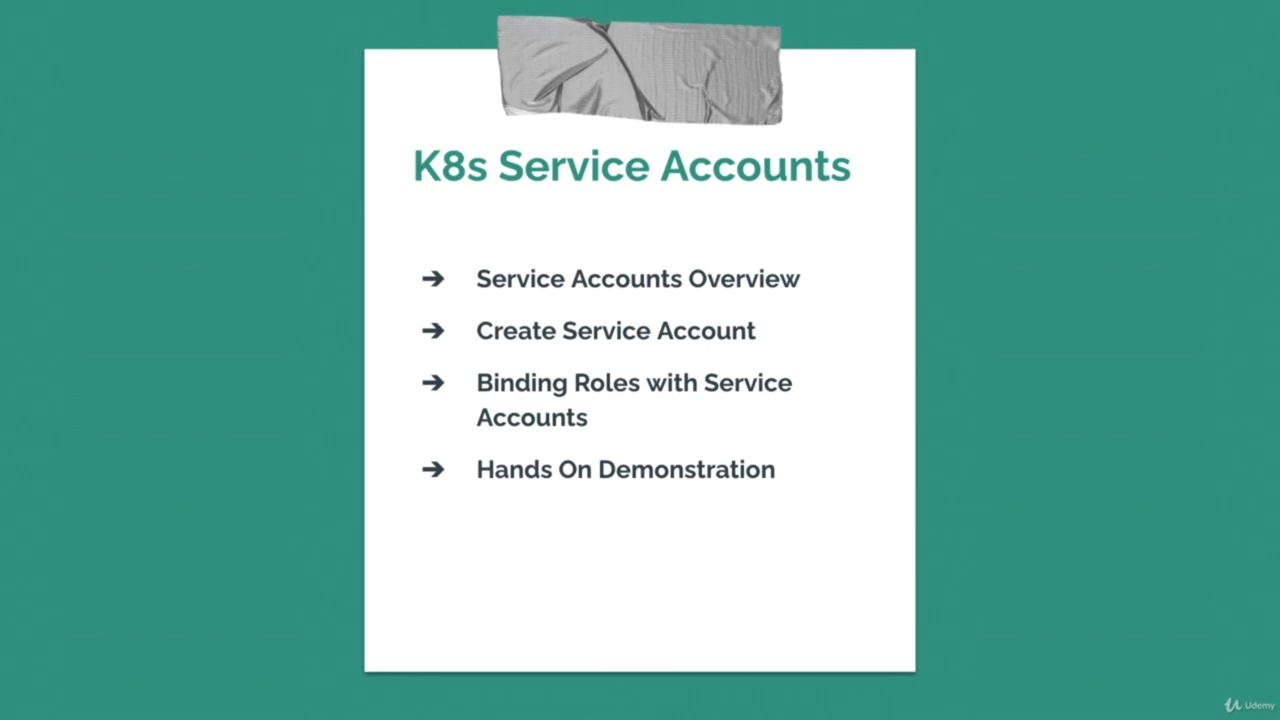 K8s Service Accounts
➔ Service Accounts Overview
➔ Create Service Account
➔ Binding Roles with Service
Accounts
➔ Hands On Demonstration
Udemy